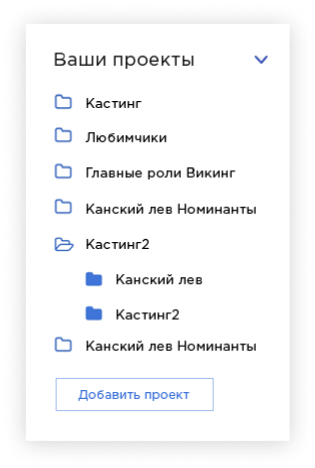 Ваши проекты
Кастинг
Любимчики
Главные роли Викинг
Канский лев Номинанты
Кастинг2
Канский лев
Кастинг2
Канский лев Номинанты
Добавить проект